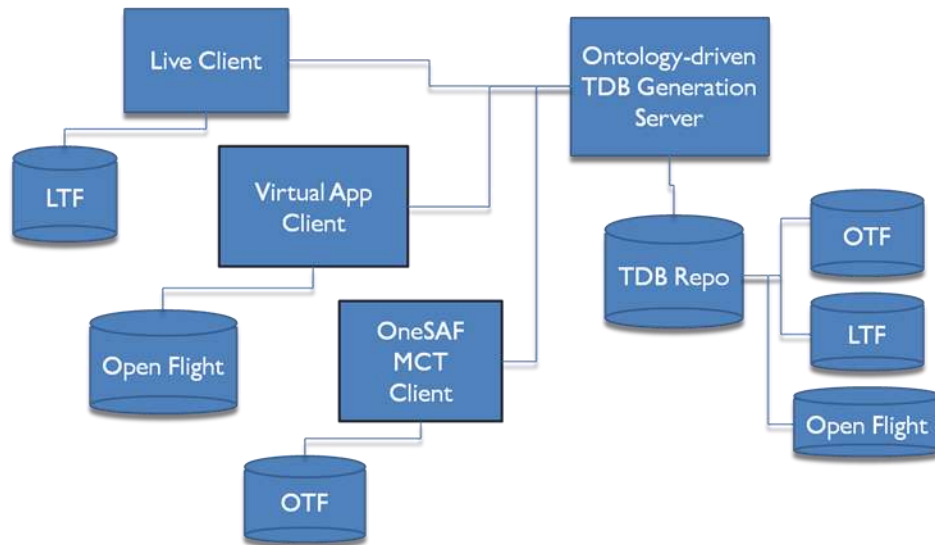 Live Client
Ontology-driven
TDB Generation
Server
LTF
Virtual App
Client
OTF
TDB Repo
OneSAF
MCT
Client
LTF
Open Flight
Open Flight
OTF